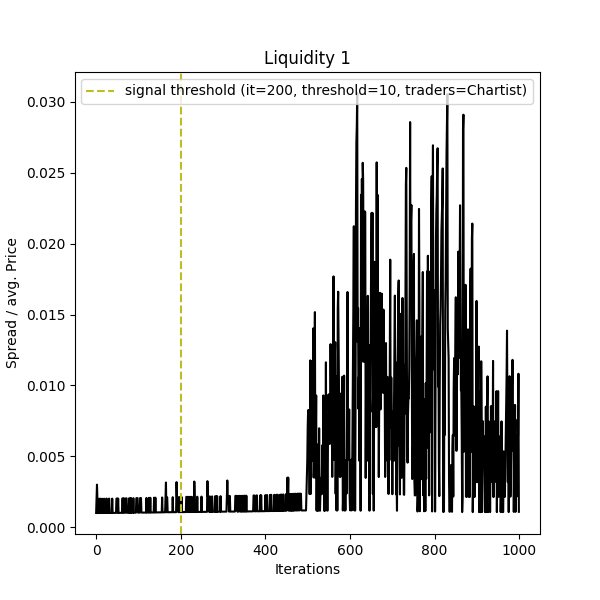 Liquidity 1
signal threshold (it=200, threshold=10, traders=Chartist)
0.030
0.025
0.020
0.015
0.010
0.005
0.000
Spread / avg. Price
0 200 400 600 800 1000
Iterations